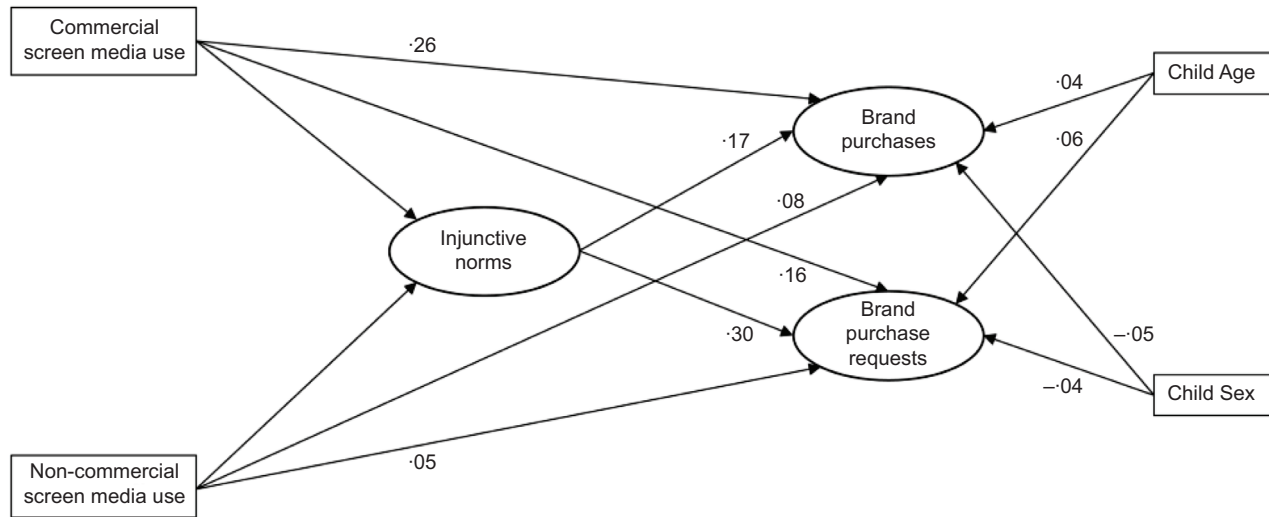 Commercial
screen media use
·26
Child Age
·04
Brand
purchases
·17
·06
·08
Injunctive
norms
·16
Brand
purchase
requests
·30
–·05
–·04
Child Sex
·05
Non-commercial
screen media use